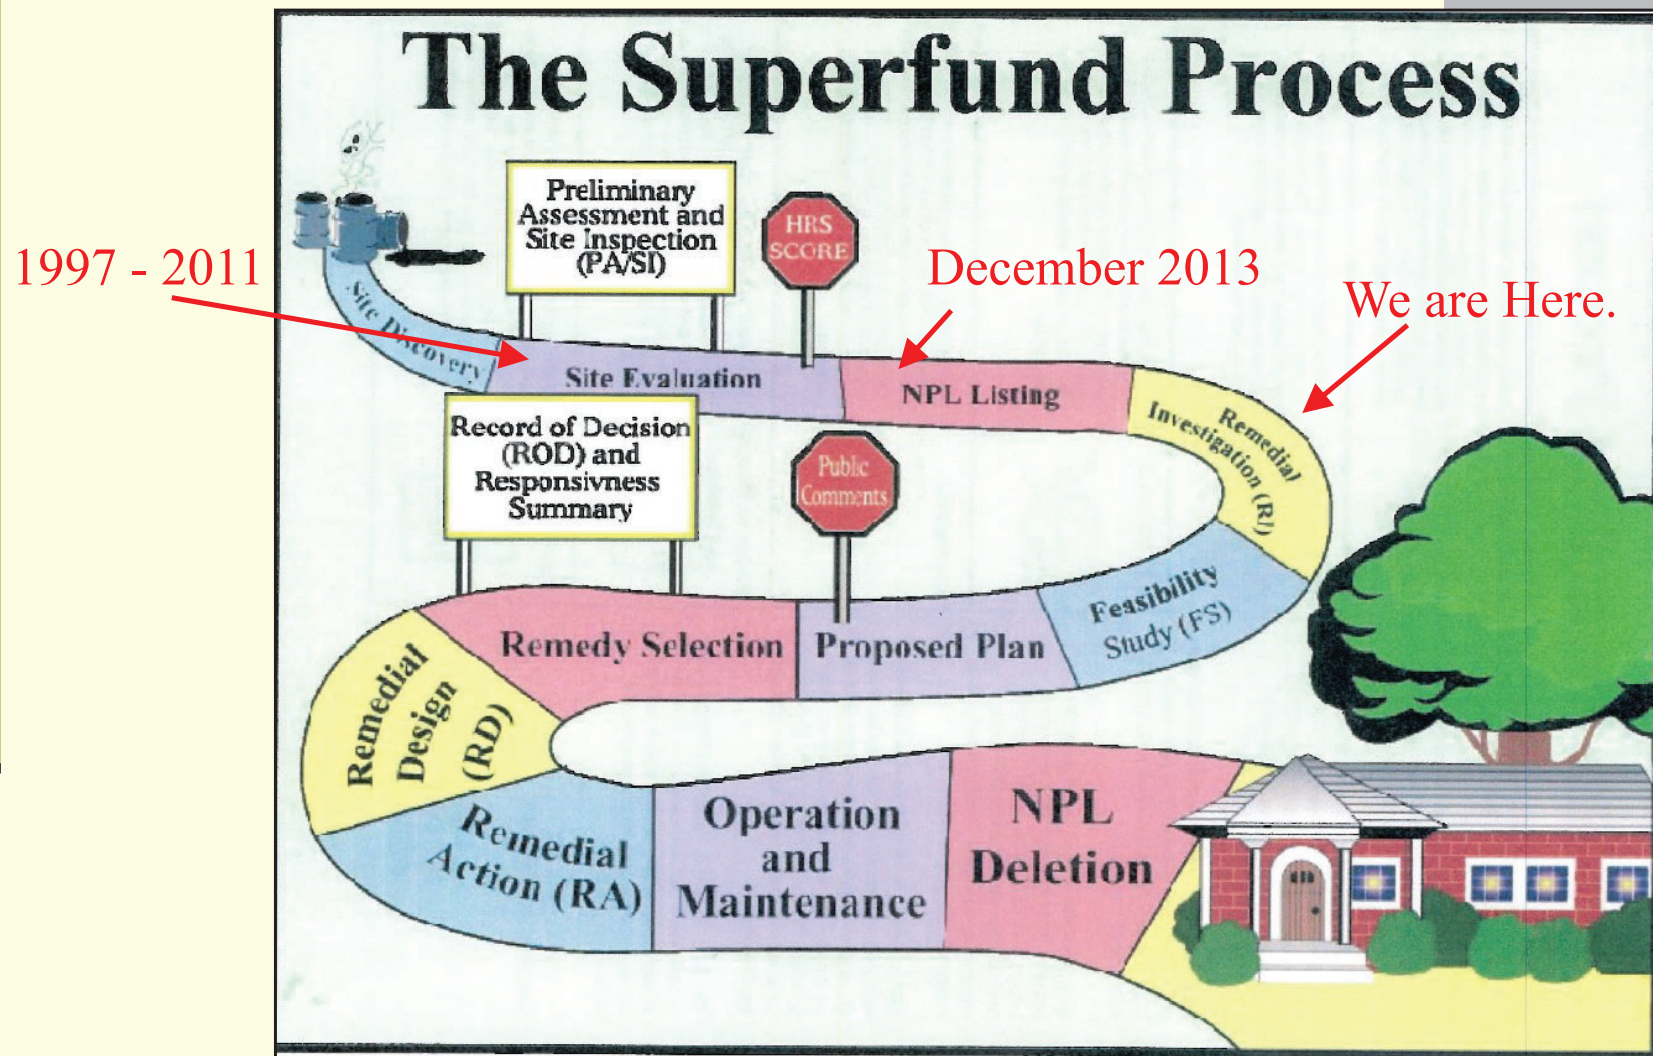 The Superfund Process
Preliminary
Assessment and
Site Inspection
(PA/SI)
HRS
SCORE
1997 - 2011
December 2013
We are Here.
Site Discovery
Site Evaluation
NPL Listing
Remedial
Investigation (RI)
Record of Decision
(ROD) and
Responsivness
Summary
Public
Comments
Feasibility
Study (FS)
Proposed Plan
Remedy Selection
Remedial
Design
(RD)
Remedial
Action (RA)
Operation
and
Maintenance
NPL
Deletion